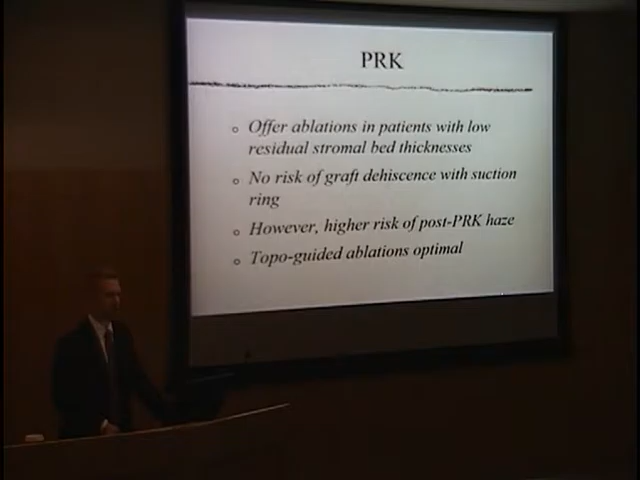 PRK
Offer ablations in patients with low
residual stromal bed thicknesses
No risk of graft dehiscence with suction
ring
However, higher risk of post-PRK haze
Topo-guided ablations optimal